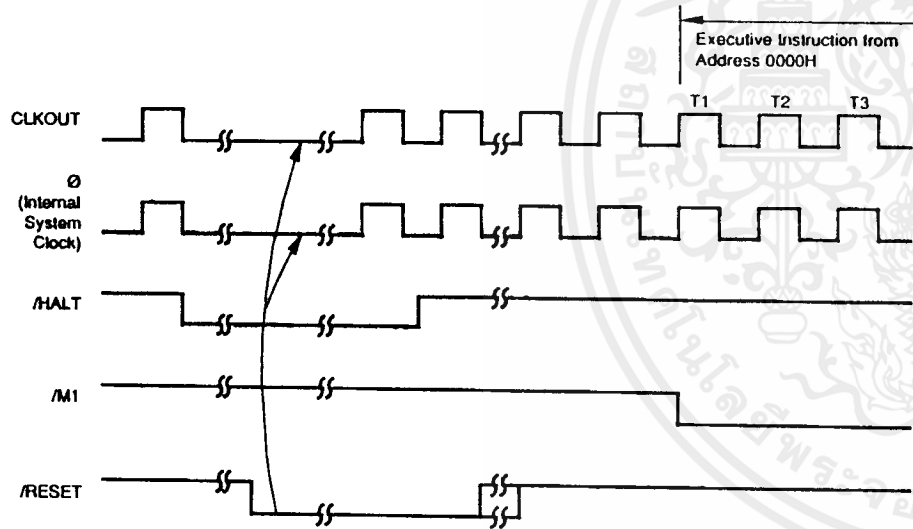 Executive Instruction from
Address 0000H
T1 T2 T3
CLKOUT
Ø
(Internal
System
Clock)
/HALT
/M1
/RESET